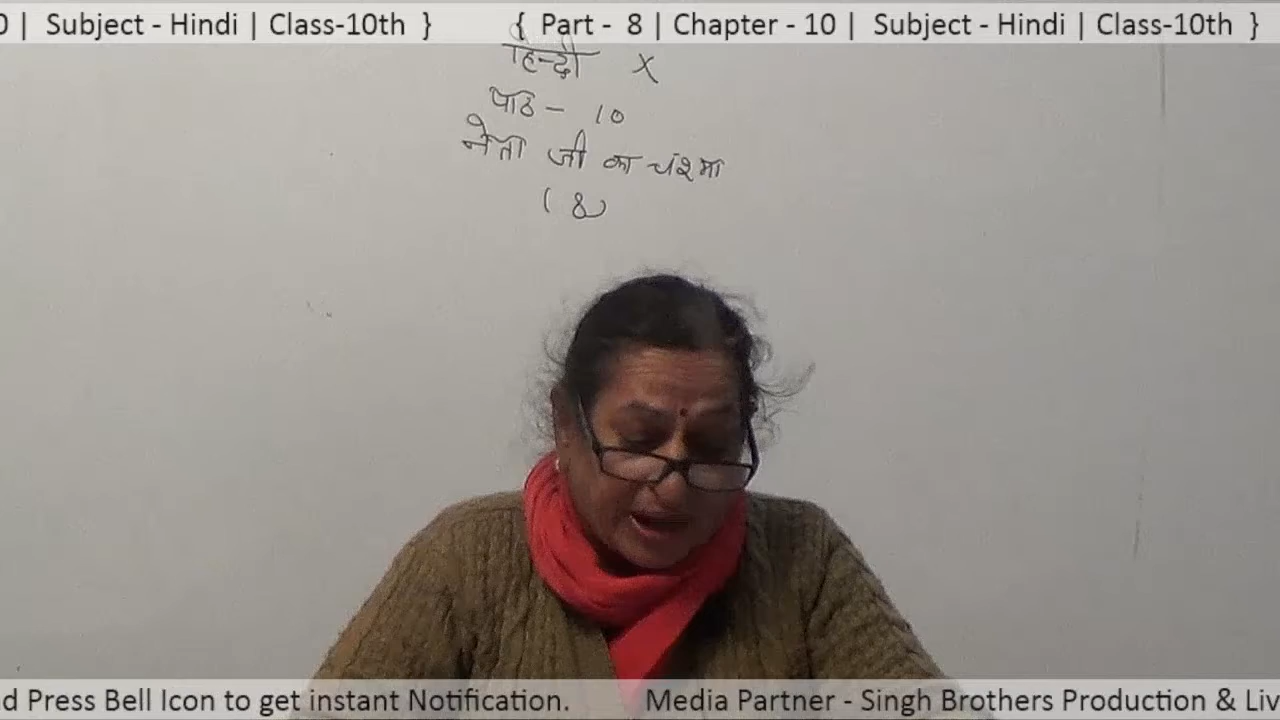 0 | Subject - Hindi | Class-10th } { Part - 8 | Chapter - 10 | Subject - Hindi | Class-10th }
हिन्दी X
पाठ - 10
नेता जी का चश्मा
(8)
d Press Bell Icon to get instant Notification. Media Partner - Singh Brothers Production & Liv